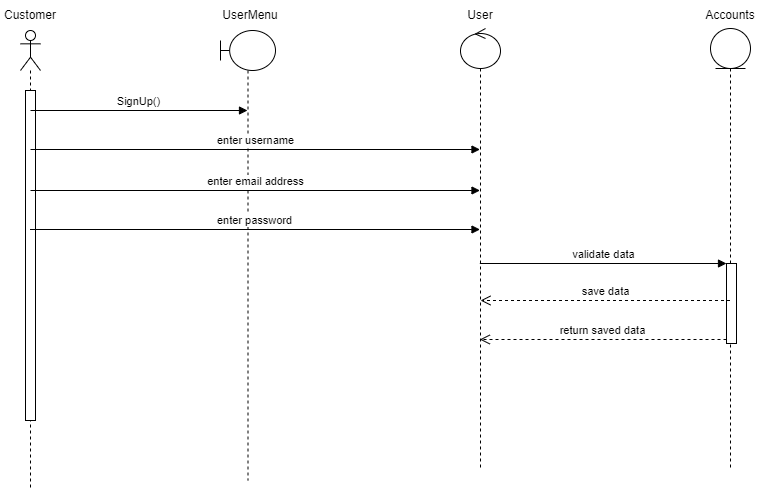 Customer
UserMenu
User
Accounts
SignUp()
enter username
enter email address
enter password
validate data
save data
return saved data